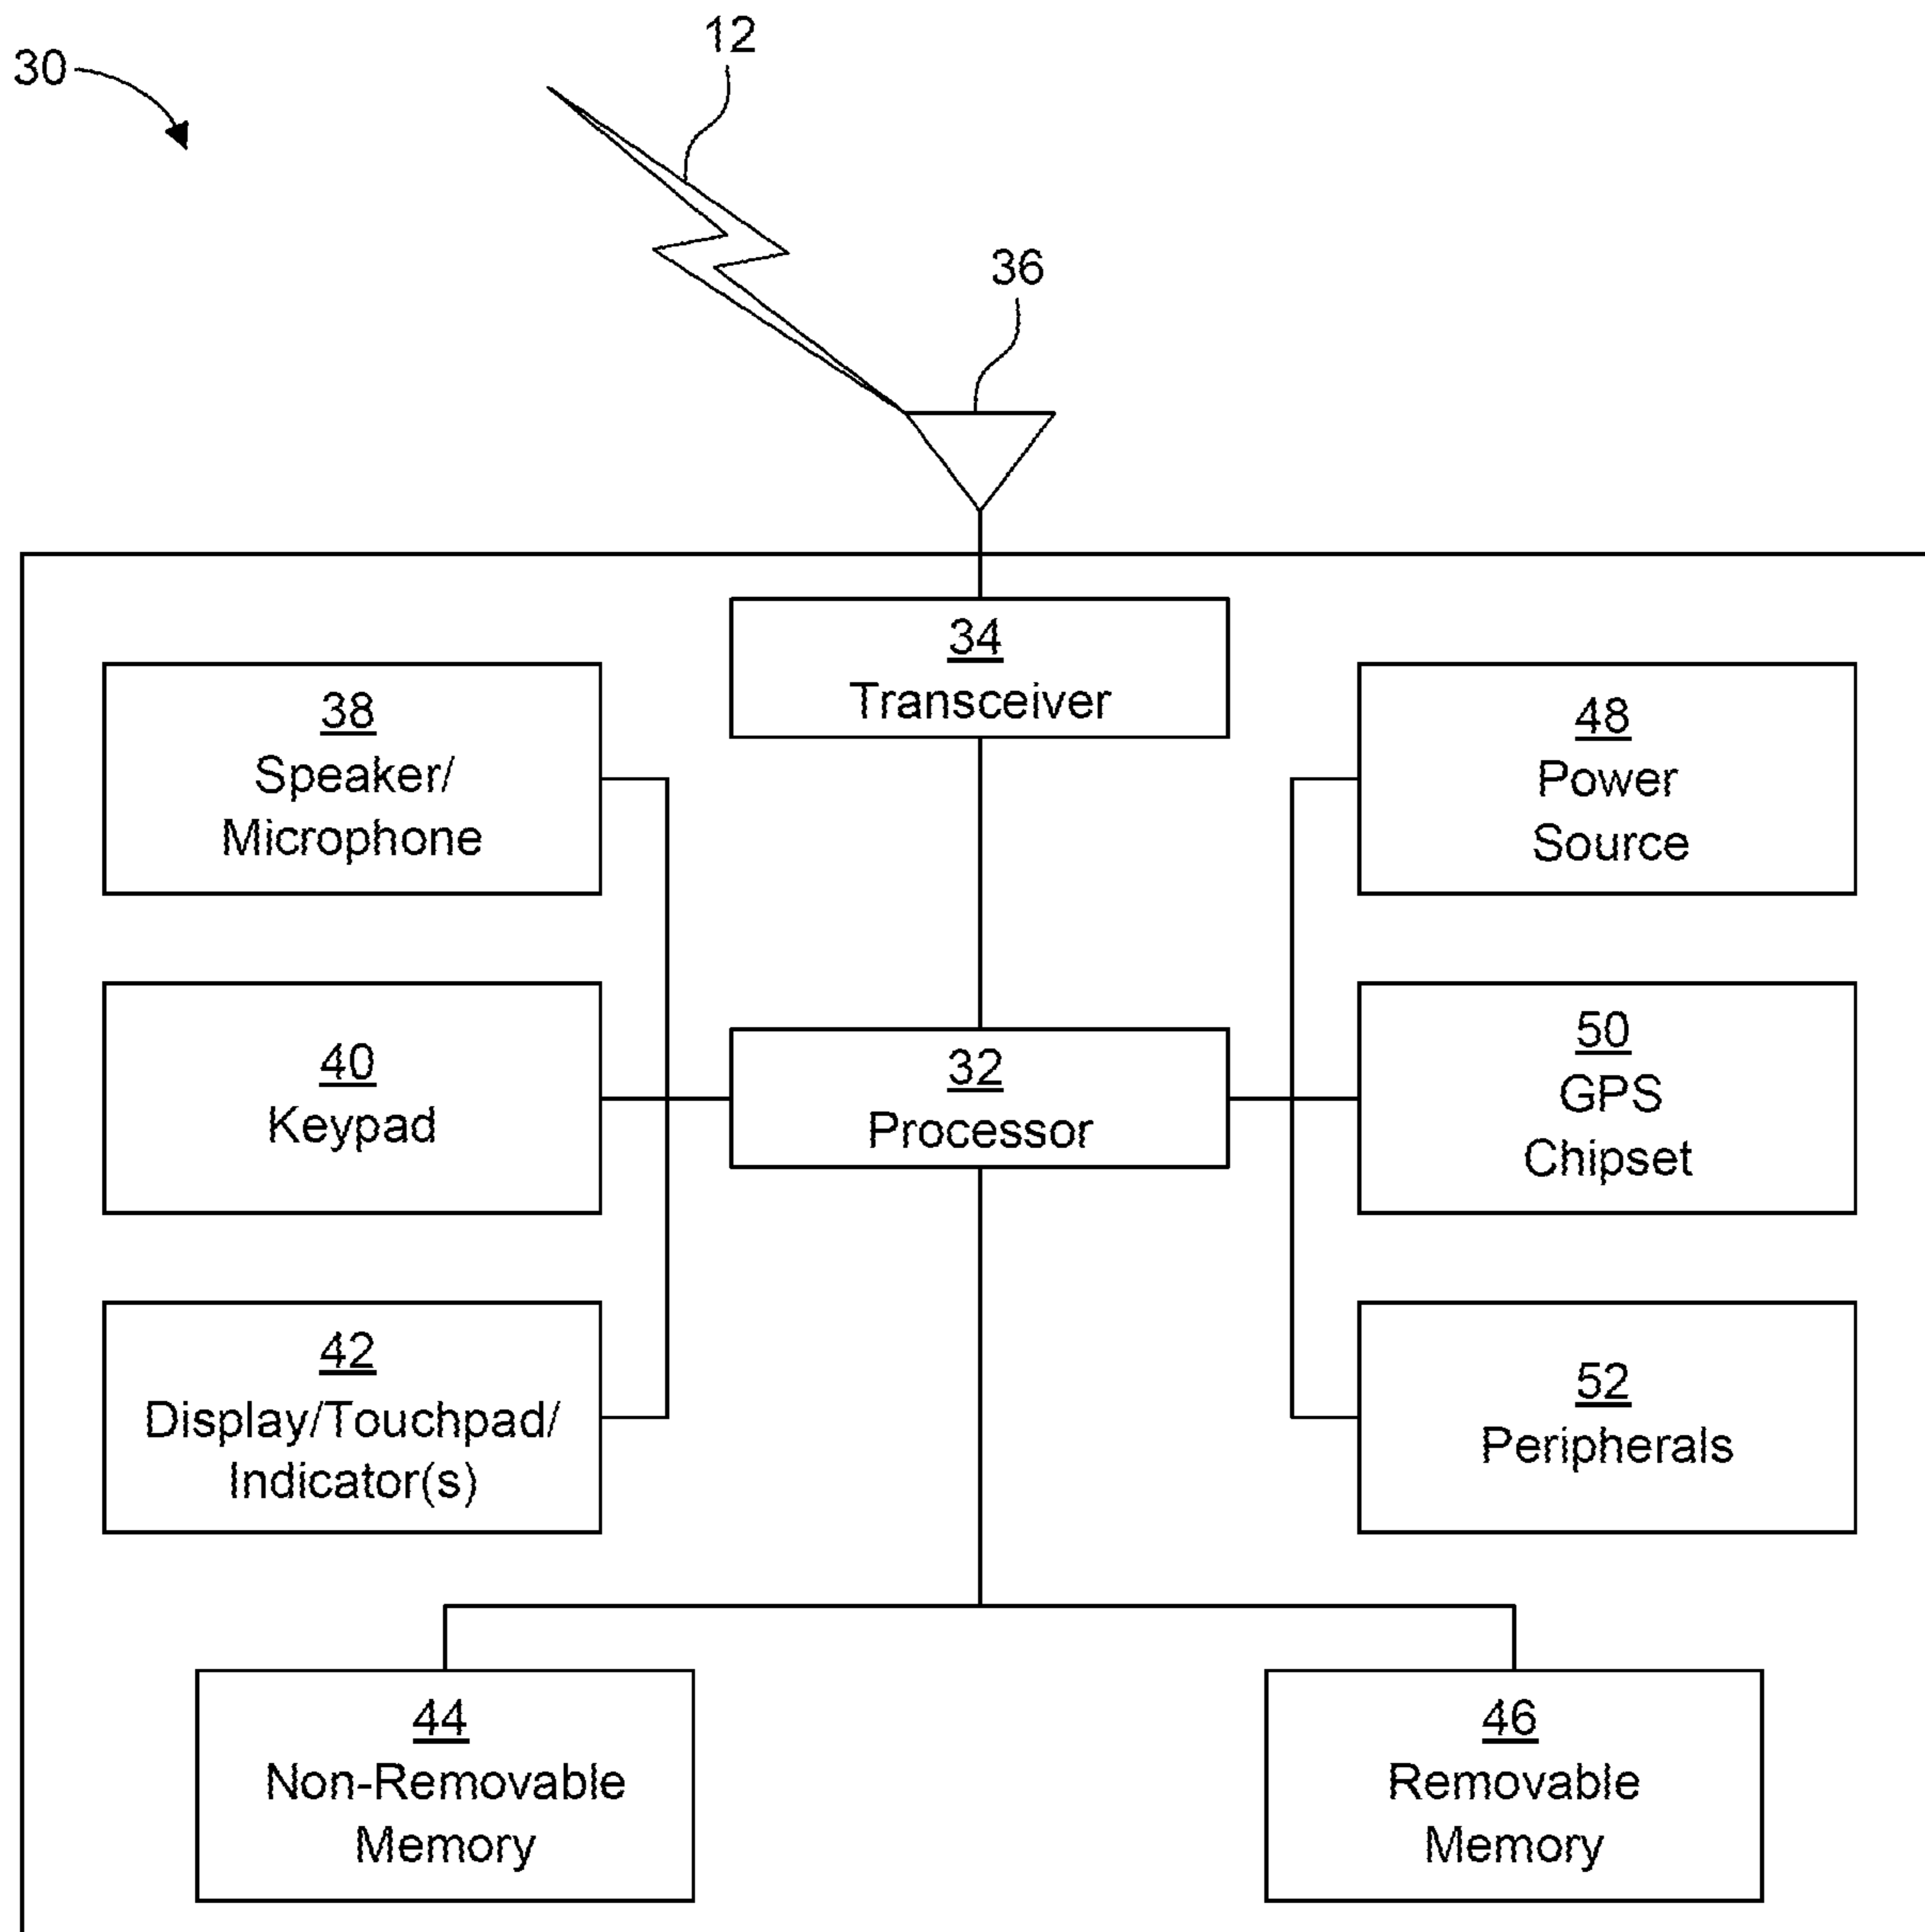 30
12
36
34
Transceiver
38
Speaker/
Microphone
48
Power
Source
40
Keypad
32
Processor
50
GPS
Chipset
42
Display/Touchpad/
Indicator(s)
52
Peripherals
44
Non-Removable
Memory
46
Removable
Memory